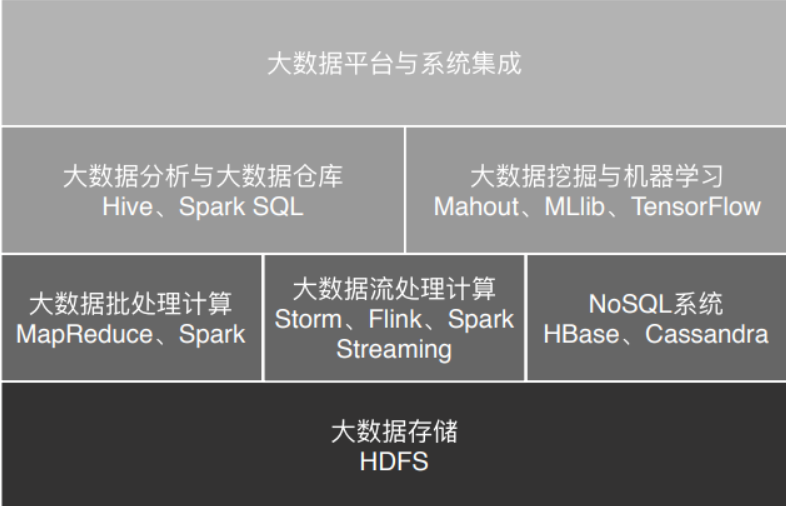 大数据平台与系统集成
大数据分析与大数据仓库
Hive、Spark SQL
大数据挖掘与机器学习
Mahout、MLlib、TensorFlow
大数据批处理计算
MapReduce、Spark
大数据流处理计算
Storm、Flink、Spark
Streaming
NoSQL系统
HBase、Cassandra
大数据存储
HDFS